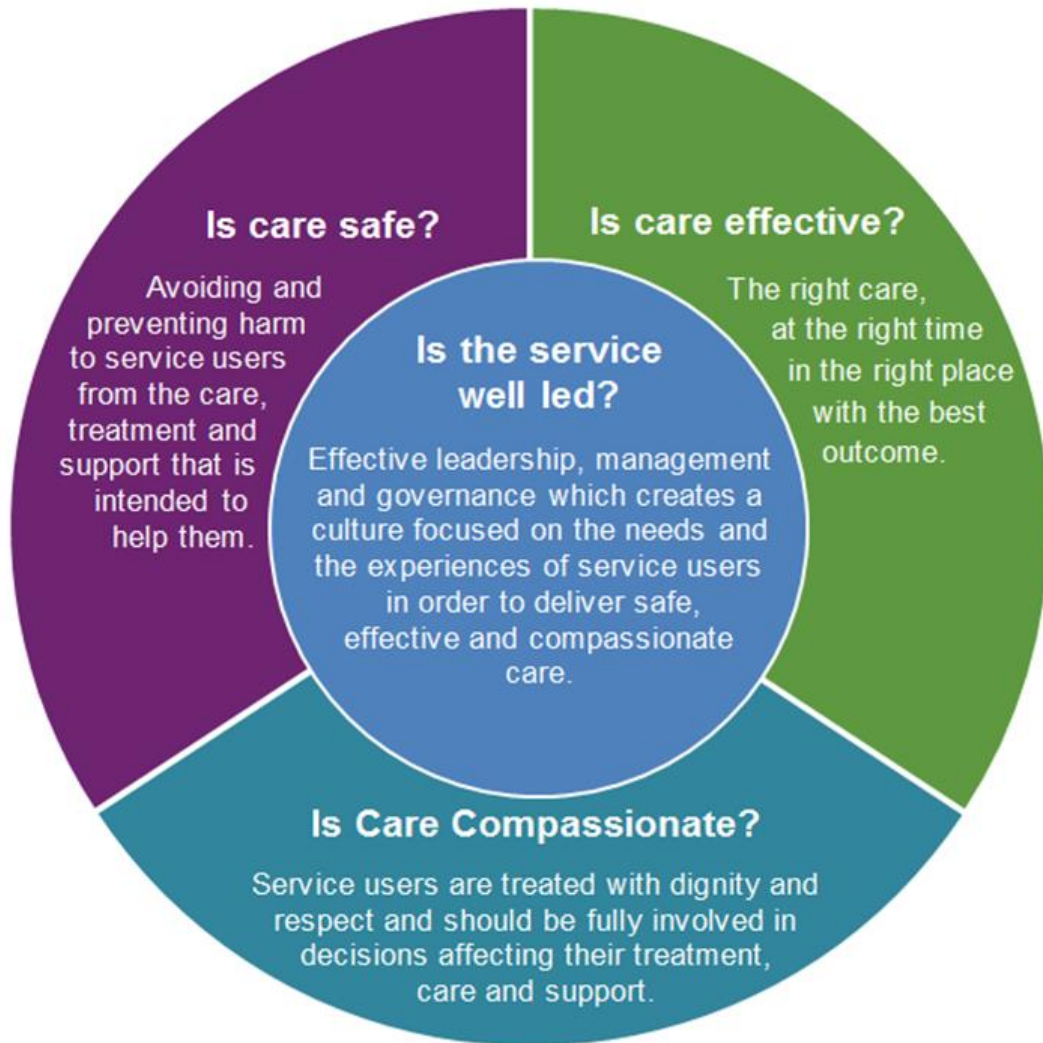 Is care safe?
Avoiding and
preventing harm
to service users
from the care,
treatment and
support that is
intended to
help them.
Is care effective?
The right care,
at the right time
in the right place
with the best
outcome.
Is the service
well led?
Effective leadership, management
and governance which creates a
culture focused on the needs and
the experiences of service users
in order to deliver safe,
effective and compassionate
care.
Is Care Compassionate?
Service users are treated with dignity and
respect and should be fully involved in
decisions affecting their treatment,
care and support.